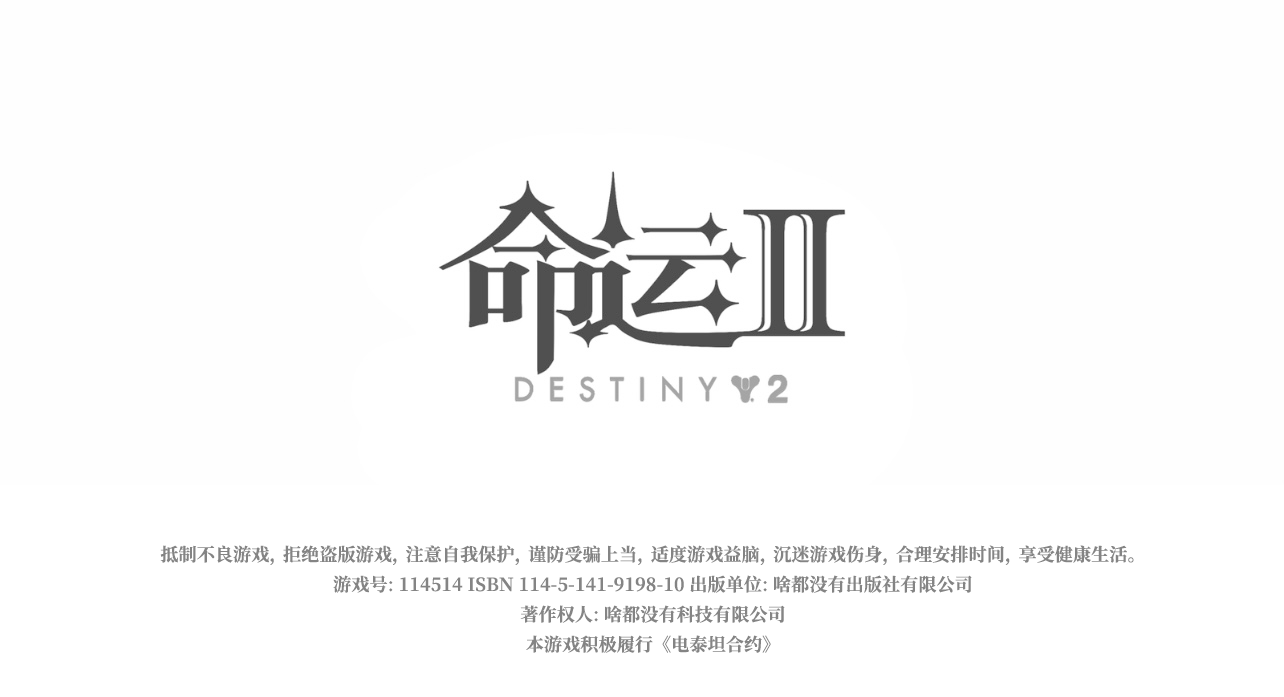 命运II
DESTINY 2
抵制不良游戏, 拒绝盗版游戏, 注意自我保护, 谨防受骗上当, 适度游戏益脑, 沉迷游戏伤身, 合理安排时间, 享受健康生活。
游戏号: 114514 ISBN 114-5-141-9198-10 出版单位: 啥都没有出版社有限公司
著作权人: 啥都没有科技有限公司
本游戏积极履行《电泰坦合约》